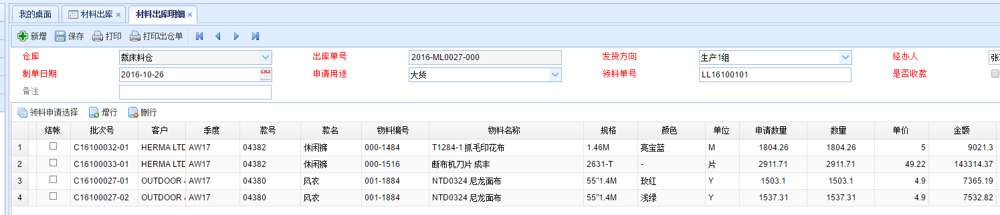 我的桌面 材料出库 材料出库明细
新增 保存 打印 打印出仓单
仓库 裁床料仓 出库单号 2016-ML0027-000 发货方向 生产1组 经办人
制单日期 2016-10-26 申请用途 大货 领料单号 LL16100101 是否收款
备注
领料申请选择 增行 删行
结帐 批次号 客户 季度 款号 款名 物料编号 物料名称 规格 颜色 单位 申请数量 数量 单价 金额
1 C16100032-01 HERMA LTD AW17 04382 休闲裤 000-1484 T1284-1 抓毛印花布 1.46M 亮宝蓝 M 1804.26 1804.26 5 9021.3
2 C16100033-01 HERMA LTD AW17 04382 休闲裤 000-1516 断布机刀片 成丰 2631-T - 片 2911.71 2911.71 49.22 143314.37
3 C16100027-01 OUTDOOR AW17 04380 风衣 001-1884 NTD0324 尼龙面布 55"1.4M 玫红 Y 1503.1 1503.1 4.9 7365.19
4 C16100027-02 OUTDOOR AW17 04380 风衣 001-1884 NTD0324 尼龙面布 55"1.4M 浅绿 Y 1537.31 1537.31 4.9 7532.82